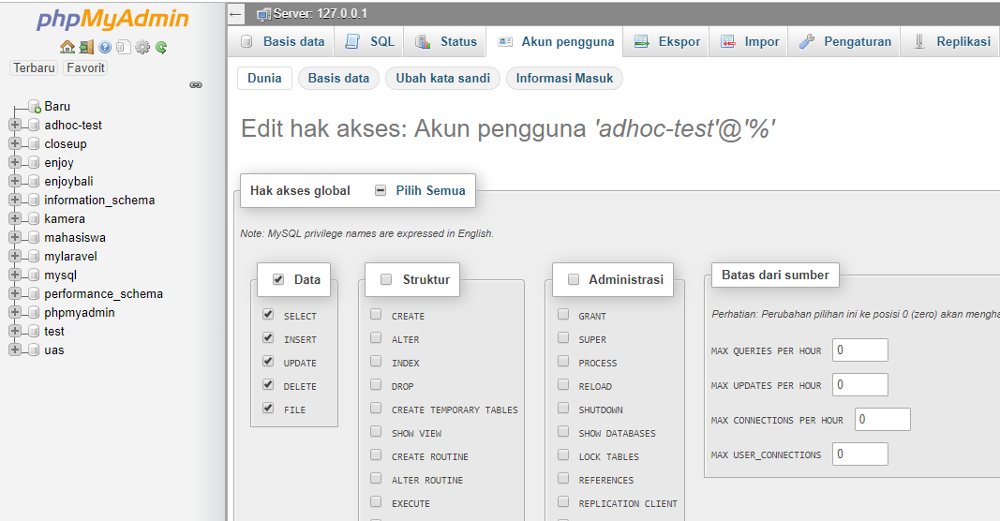 phpMyAdmin
Terbaru Favorit
Baru
adhoc-test
closeup
enjoy
enjoybali
information_schema
kamera
mahasiswa
mylaravel
mysql
performance_schema
phpmyadmin
test
uas
Server: 127.0.0.1
Basis data SQL Status Akun pengguna Ekspor Impor Pengaturan Replikasi
Dunia Basis data Ubah kata sandi Informasi Masuk
Edit hak akses: Akun pengguna 'adhoc-test'@'%'
Hak akses global Pilih Semua
Note: MySQL privilege names are expressed in English.
Data
SELECT
INSERT
UPDATE
DELETE
FILE
Struktur
CREATE
ALTER
INDEX
DROP
CREATE TEMPORARY TABLES
SHOW VIEW
CREATE ROUTINE
ALTER ROUTINE
EXECUTE
Administrasi
GRANT
SUPER
PROCESS
RELOAD
SHUTDOWN
SHOW DATABASES
LOCK TABLES
REFERENCES
REPLICATION CLIENT
Batas dari sumber
Perhatian: Perubahan pilihan ini ke posisi 0 (zero) akan mengha
MAX QUERIES PER HOUR 0
MAX UPDATES PER HOUR 0
MAX CONNECTIONS PER HOUR 0
MAX USER_CONNECTIONS 0